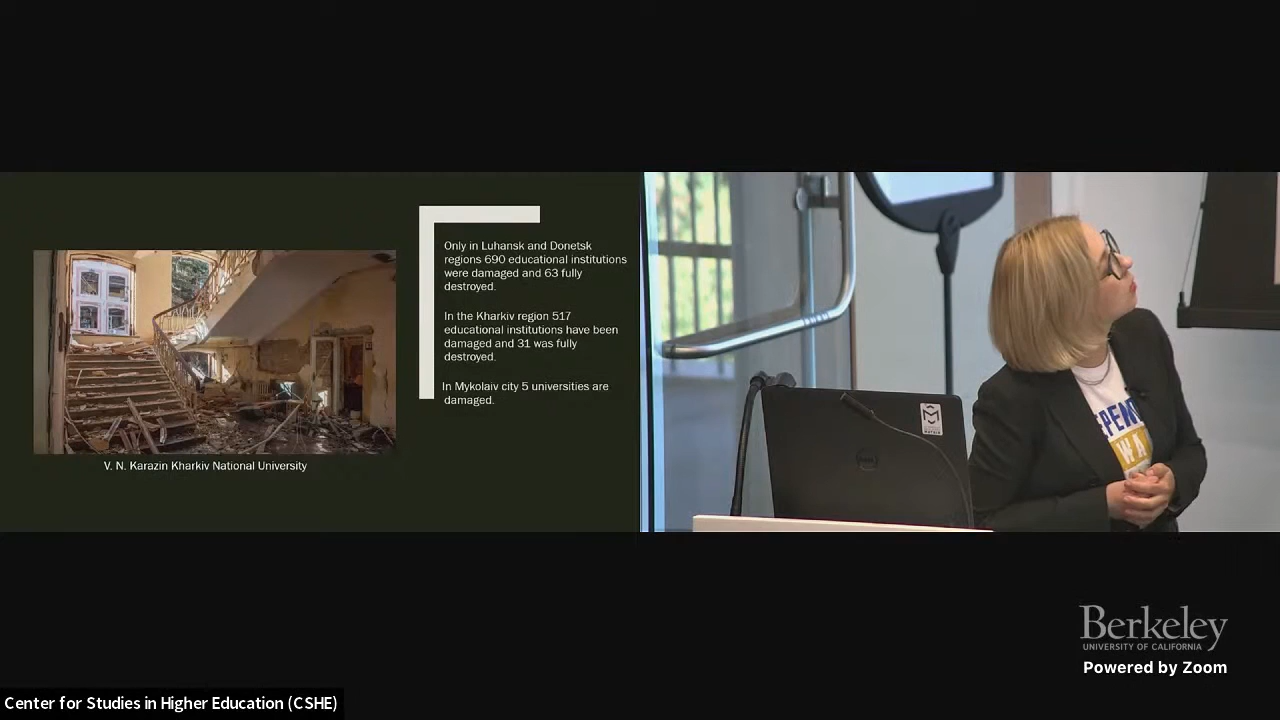 Only in Luhansk and Donetsk
regions 690 educational institutions
were damaged and 63 fully
destroyed.
In the Kharkiv region 517
educational institutions have been
damaged and 31 was fully
destroyed.
In Mykolaiv city 5 universities are
damaged.
V. N. Karazin Kharkiv National University
PEN
WA
Berkeley
UNIVERSITY OF CALIFORNIA
Powered by Zoom
Center for Studies in Higher Education (CSHE)